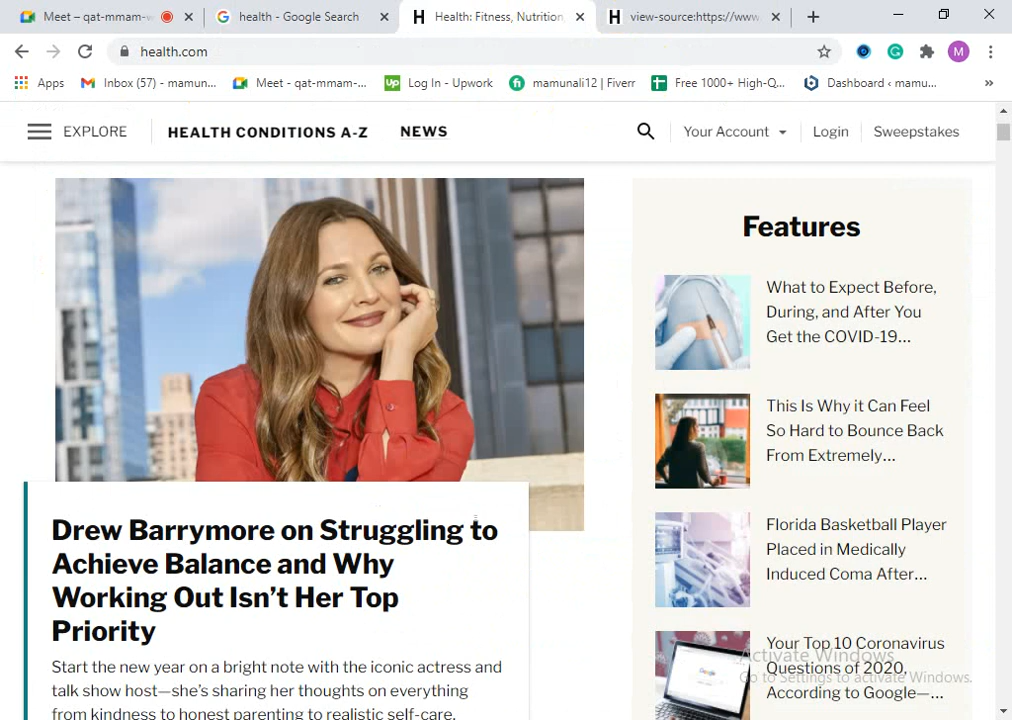 Meet – qat-mmam-v
health - Google Search
Health: Fitness, Nutrition
view-source:https://www.
health.com
M
Apps
Inbox (57) - mamun...
Meet - qat-mmam-...
Up Log In - Upwork
fi mamunali12 | Fiverr
Free 1000+ High-Q...
Dashboard ‹ mamu...
»
EXPLORE
HEALTH CONDITIONS A-Z
NEWS
Your Account
Login
Sweepstakes
Features
What to Expect Before,
During, and After You
Get the COVID-19...
This Is Why it Can Feel
So Hard to Bounce Back
From Extremely...
Florida Basketball Player
Placed in Medically
Induced Coma After...
Your Top 10 Coronavirus
Questions of 2020,
According to Google—...
Drew Barrymore on Struggling to
Achieve Balance and Why
Working Out Isn't Her Top
Priority
Start the new year on a bright note with the iconic actress and
talk show host—she's sharing her thoughts on everything
from kindness to honest parenting to realistic self-care.
Activate Windows
Go to Settings to activate Windows.